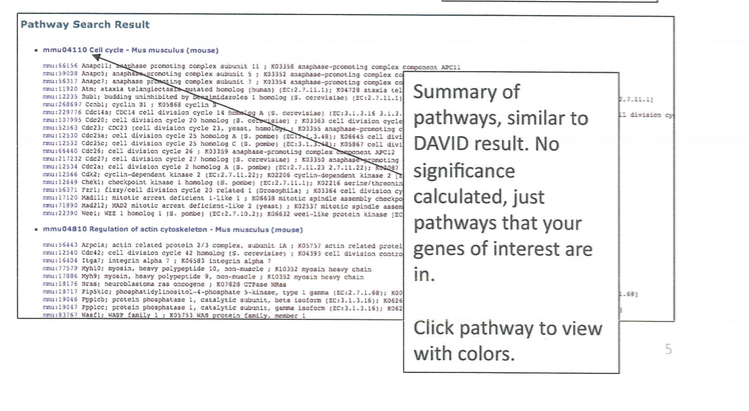 Pathway Search Result
mmu04110 Cell cycle - Mus musculus (mouse)
mmu:66156 Anapc11; anaphase promoting complex subunit 11 ; K03358 anaphase-promoting complex component APC11
mmu:59008 Anapc5; anaphase-promoting complex subunit 5 ; K03352 anaphase-promoting complex co
mmu:56317 Anapc7; anaphase promoting complex subunit 7 ; K03354 anaphase-promoting complex co
mmu:11920 Atm; ataxia telangiectasia mutated homolog (human) (EC:2.7.11.1); K04728 ataxia tel
mmu:12235 Bub1; budding uninhibited by benzimidazoles 1 homolog (S. cerevisiae) (EC:2.7.11.1)
2.7.11.1]
mmu:268697 Ccnb1; cyclin B1 ; K05868 cyclin B
mmu:229776 Cdc14a; CDC14 cell division cycle 14 homolog A (S. cerevisiae) (EC:3.1.3.16 3.1.3.
ll division cy
mmu:107995 Cdc20; cell division cycle 20 homolog (S. cerevisiae) ; K03363 cell division cycle
mmu:52563 Cdc23; CDC23 (cell division cycle 23, yeast, homolog) ; K03355 anaphase-promoting c
mmu:12530 Cdc25a; cell division cycle 25 homolog A (S. pombe) (EC:3.1.3.48); K06645 cell divi
mmu:12532 Cdc25c; cell division cycle 25 homolog C (S. pombe) (EC:3.1.3.48); K05867 cell divi
mmu:66440 Cdc26; cell division cycle 26 ; K03359 anaphase-promoting complex component APC12
mmu:217232 Cdc27; cell division cycle 27 homolog (S. cerevisiae) ; K03350 anaphase-promoting
mmu:12534 Cdc2a; cell division cycle 2 homolog A (S. pombe) (EC:2.7.11.23 2.7.11.22);
mmu:12566 Cdk2; cyclin-dependent kinase 2 (EC:2.7.11.22); K02206 cyclin-dependent kinase 2
mmu:12649 Chek1; checkpoint kinase 1 homolog (S. pombe) (EC:2.7.11.1); K02216 serine/threonin
mmu:56371 Fzr1; fizzy/cell division cycle 20 related 1 (Drosophila) ; K03364 cell division cy
mmu:17120 Mad1l1; mitotic arrest deficient 1-like 1 ; K06638 mitotic spindle assembly checkpo
mmu:71890 Mad2l2; MAD2 mitotic arrest deficient-like 2 (yeast) ; K02537 mitotic spindle assem
mmu:22390 Wee1; WEE 1 homolog 1 (S. pombe) (EC:2.7.10.2); K06632 wee1-like protein kinase [EC
mmu04810 Regulation of actin cytoskeleton - Mus musculus (mouse)
mmu:56443 Arpc1a; actin related protein 2/3 complex, subunit 1A ; K05757 actin related protei
mmu:12540 Cdc42; cell division cycle 42 homolog (S. cerevisiae) ; K04393 cell division contro
mmu:16404 Itga7; integrin alpha 7 ; K06583 integrin alpha 7
mmu:77579 Myh10; myosin, heavy polypeptide 10, non-muscle ; K10352 myosin heavy chain
mmu:17886 Myh9; myosin, heavy polypeptide 9, non-muscle ; K10352 myosin heavy chain
mmu:18176 Nras; neuroblastoma ras oncogene ; K07828 GTPase NRas
mmu:18717 Pip5k1c; phosphatidylinositol-4-phosphate 5-kinase, type 1 gamma (EC:2.7.1.68); K00
1.68]
mmu:19046 Ppp1cb; protein phosphatase 1, catalytic subunit, beta isoform (EC:3.1.3.16); K0626
mmu:19047 Ppp1cc; protein phosphatase 1, catalytic subunit, gamma isoform (EC:3.1.3.16); K062
mmu:83767 Wasf1; WASP family 1 ; K05753 WAS protein family, member 1
Summary of
pathways, similar to
DAVID result. No
significance
calculated, just
pathways that your
genes of interest are
in.
Click pathway to view
with colors.
5